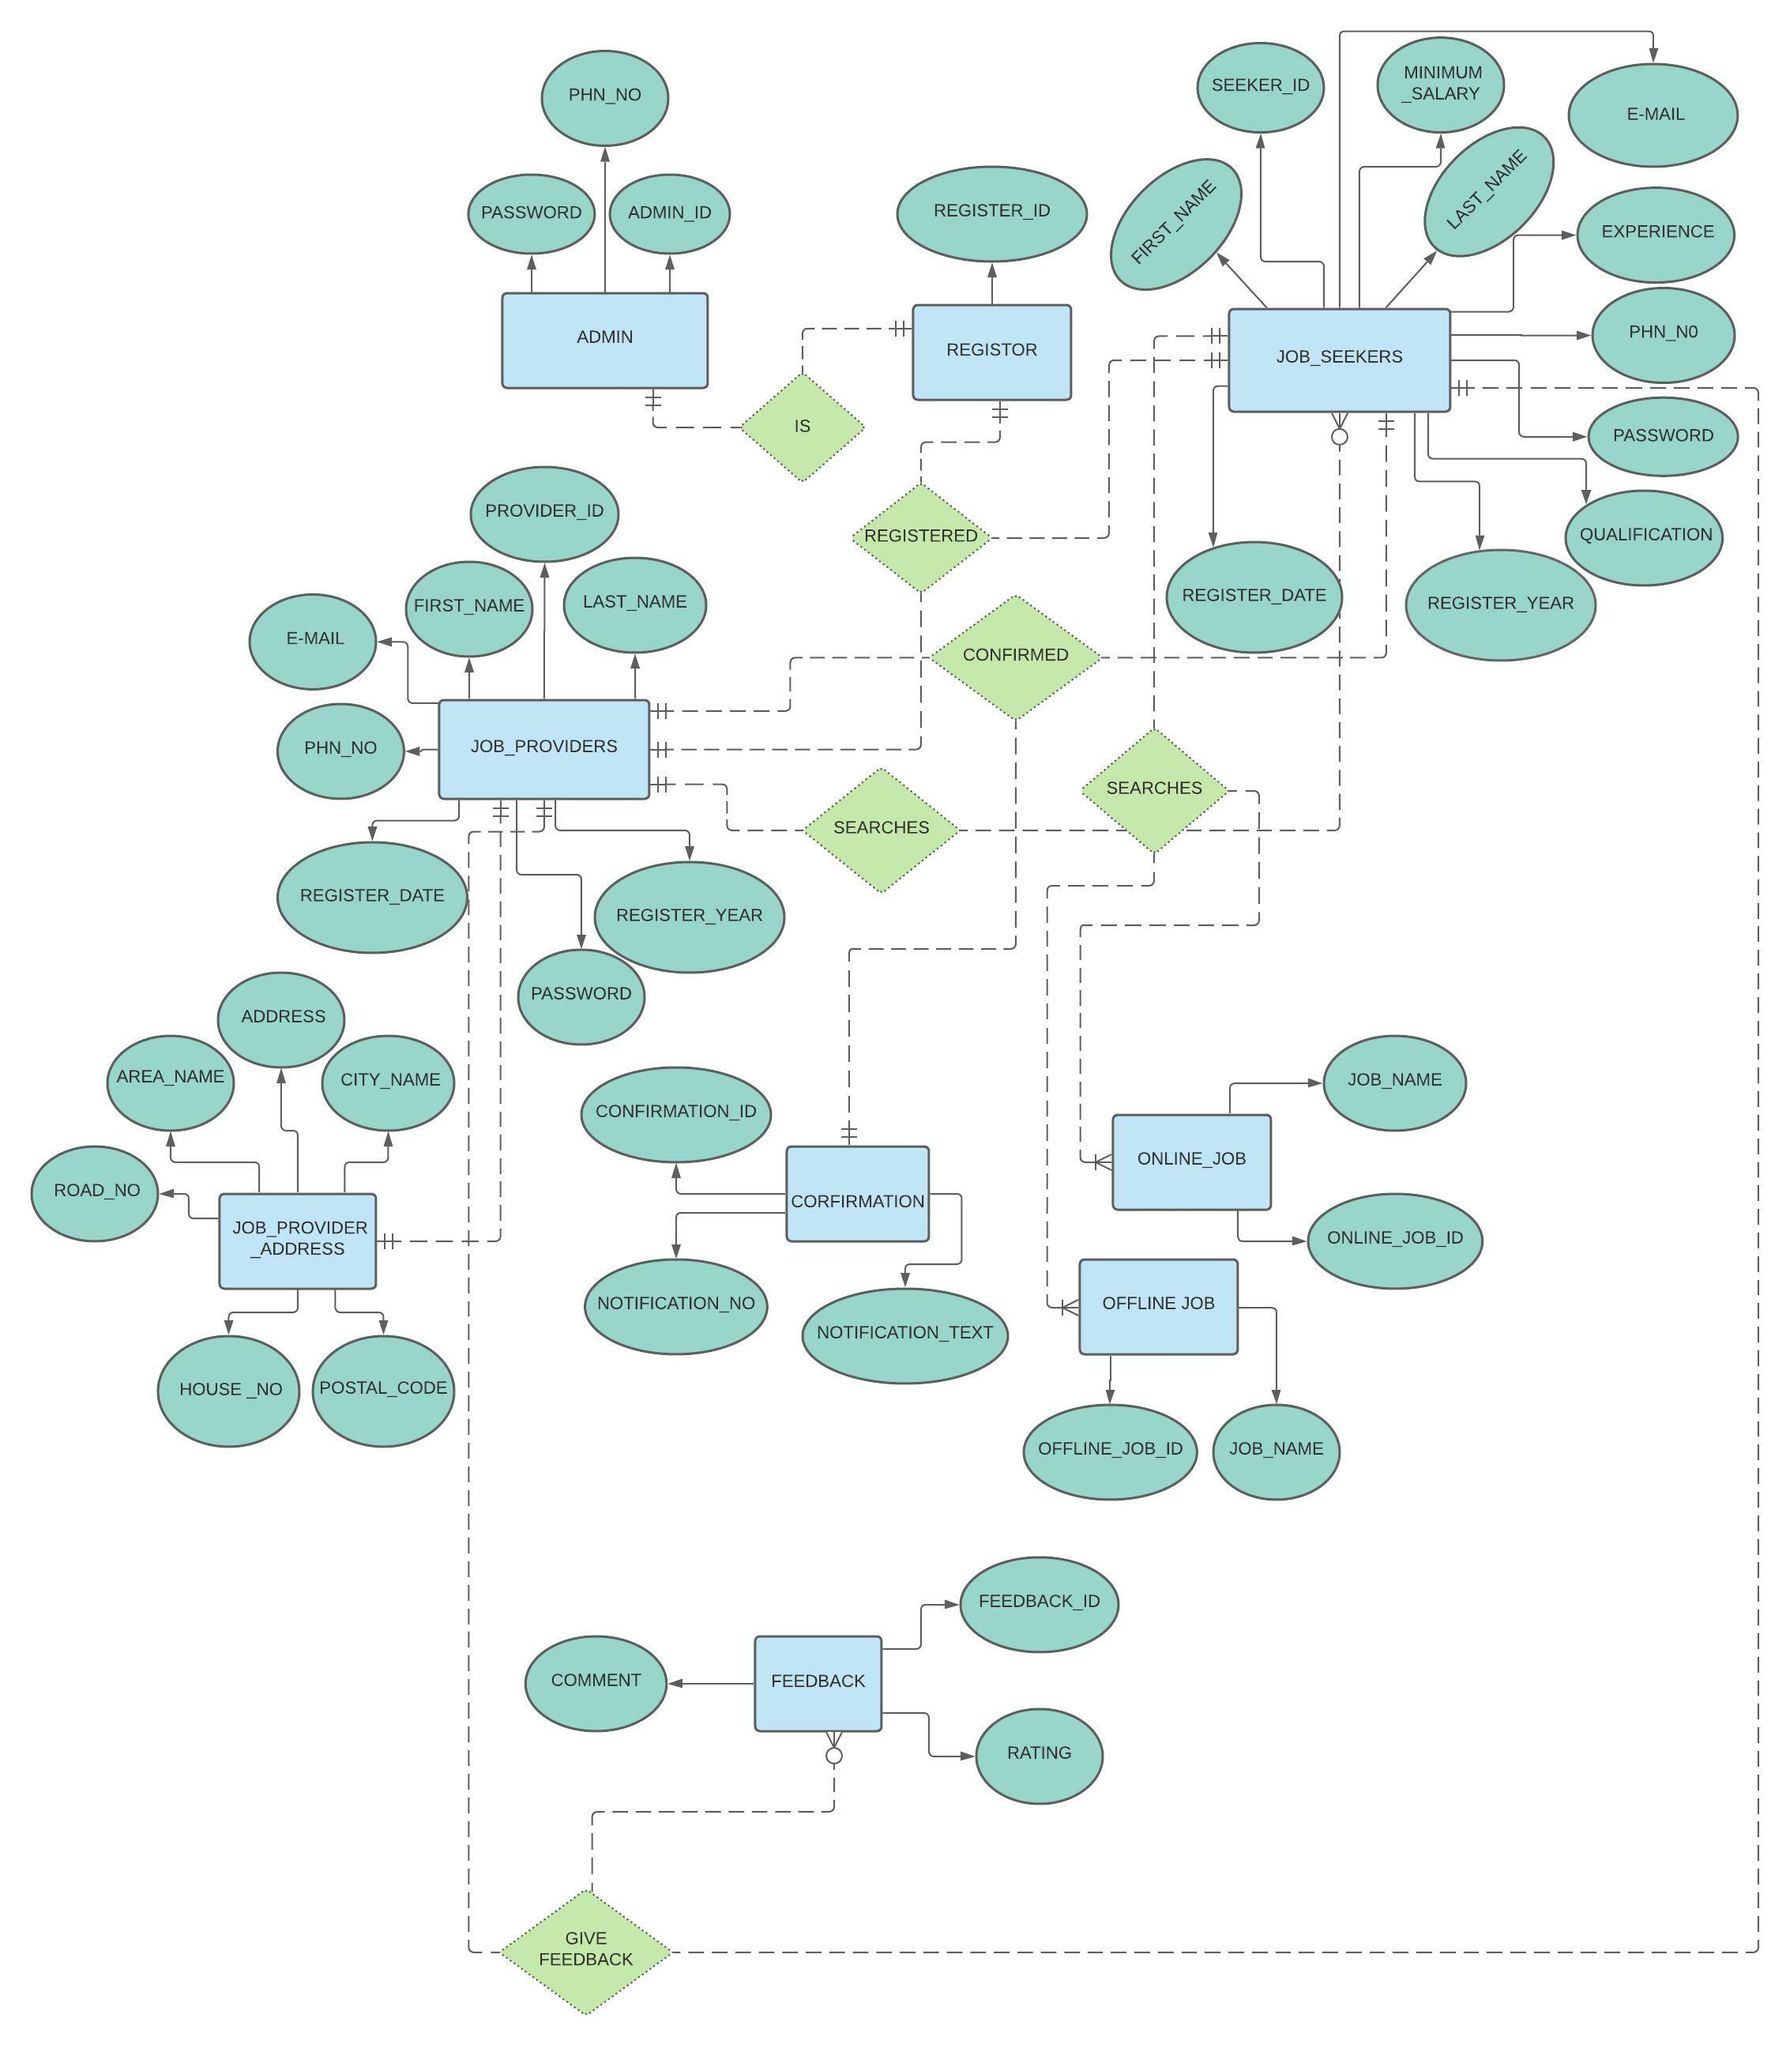 PHN_NO
PASSWORD
ADMIN_ID
ADMIN
REGISTER_ID
REGISTOR
IS
REGISTERED
SEEKER_ID
MINIMUM
_SALARY
E-MAIL
FIRST_NAME
LAST_NAME
EXPERIENCE
JOB_SEEKERS
PHN_N0
PASSWORD
QUALIFICATION
REGISTER_DATE
REGISTER_YEAR
PROVIDER_ID
FIRST_NAME
LAST_NAME
E-MAIL
PHN_NO
JOB_PROVIDERS
CONFIRMED
SEARCHES
SEARCHES
REGISTER_DATE
REGISTER_YEAR
PASSWORD
ADDRESS
AREA_NAME
CITY_NAME
ROAD_NO
JOB_PROVIDER
_ADDRESS
HOUSE _NO
POSTAL_CODE
CONFIRMATION_ID
CORFIRMATION
NOTIFICATION_NO
NOTIFICATION_TEXT
JOB_NAME
ONLINE_JOB
ONLINE_JOB_ID
OFFLINE JOB
OFFLINE_JOB_ID
JOB_NAME
FEEDBACK_ID
COMMENT
FEEDBACK
RATING
GIVE
FEEDBACK